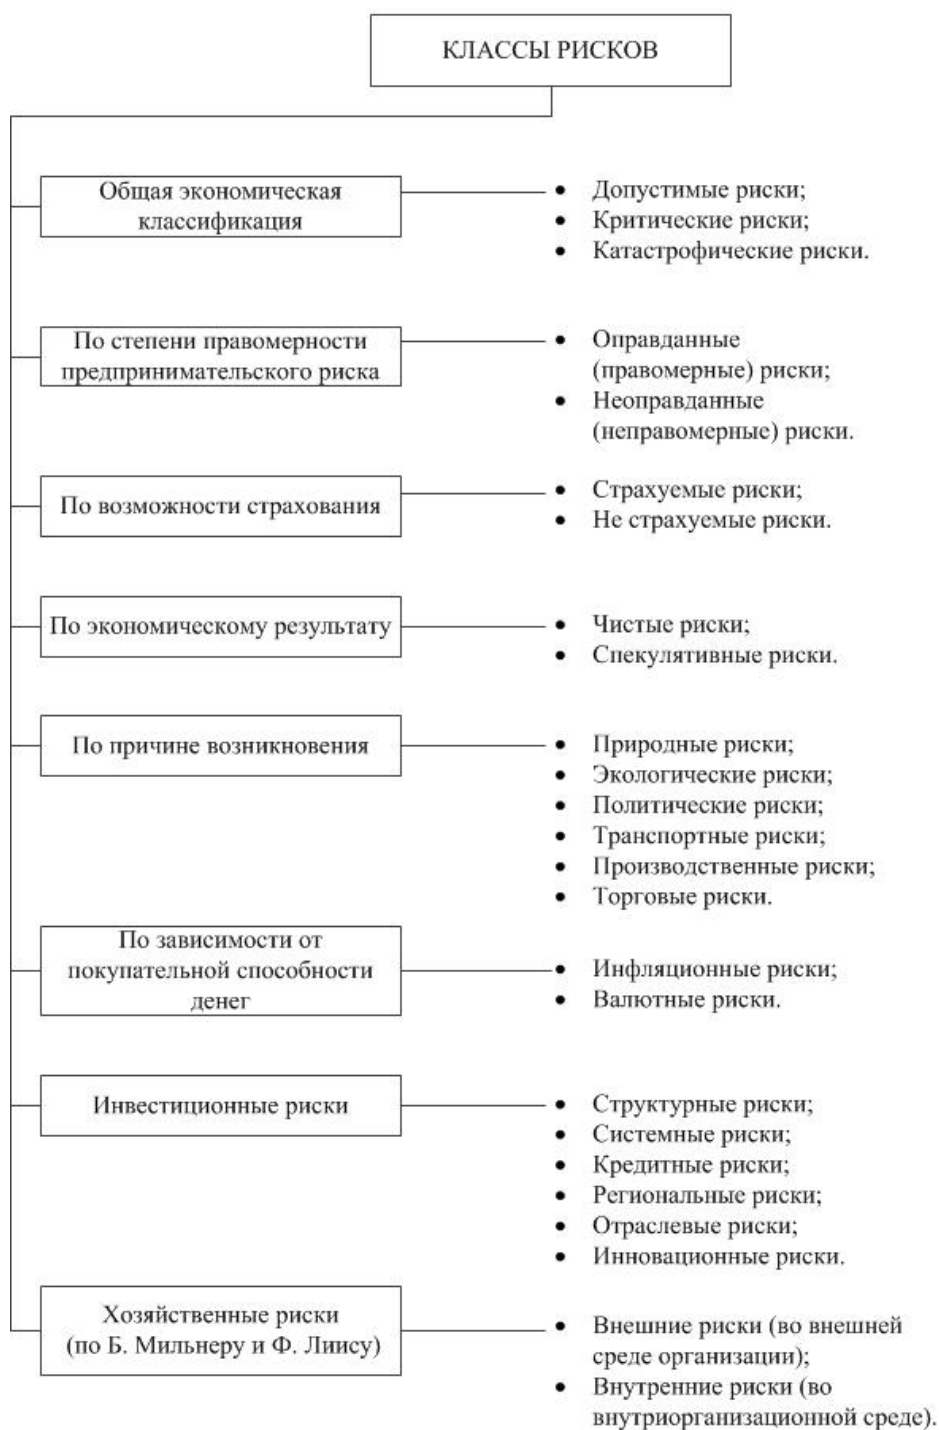 КЛАССЫ РИСКОВ
Общая экономическая
классификация
• Допустимые риски;
• Критические риски;
• Катастрофические риски.
По степени правомерности
предпринимательского риска
• Оправданные
(правомерные) риски;
• Неоправданные
(неправомерные) риски.
По возможности страхования
• Страхуемые риски;
• Не страхуемые риски.
По экономическому результату
• Чистые риски;
• Спекулятивные риски.
По причине возникновения
• Природные риски;
• Экологические риски;
• Политические риски;
• Транспортные риски;
• Производственные риски;
• Торговые риски.
По зависимости от
покупательной способности
денег
• Инфляционные риски;
• Валютные риски.
Инвестиционные риски
• Структурные риски;
• Системные риски;
• Кредитные риски;
• Региональные риски;
• Отраслевые риски;
• Инновационные риски.
Хозяйственные риски
(по Б. Мильнеру и Ф. Лиису)
• Внешние риски (во внешней
среде организации);
• Внутренние риски (во
внутриорганизационной среде).